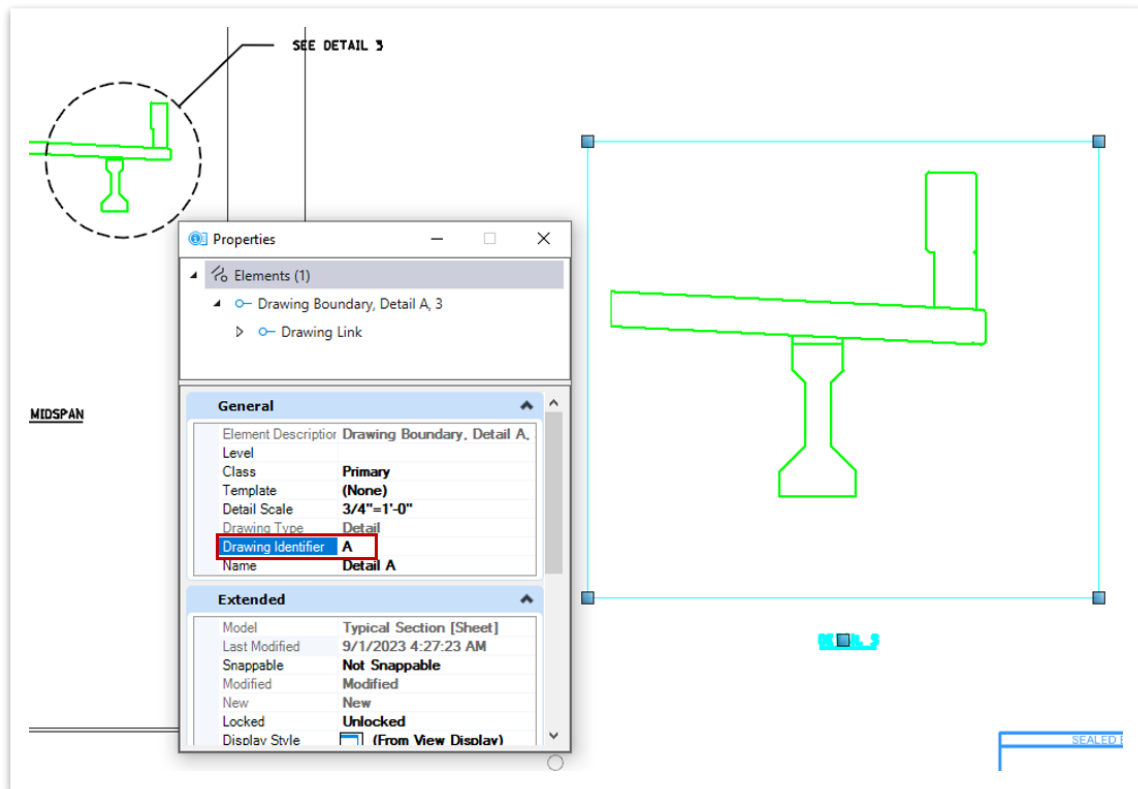 SEE DETAIL 3
Properties
Elements (1)
Drawing Boundary, Detail A, 3
Drawing Link
MIDSPAN
General
Element Description Drawing Boundary, Detail A,
Level
Class Primary
Template (None)
Detail Scale 3/4"=1'-0"
Drawing Type Detail
Drawing Identifier A
Name Detail A
Extended
Model Typical Section [Sheet]
Last Modified 9/1/2023 4:27:23 AM
Snappable Not Snappable
Modified Modified
New New
Locked Unlocked
Display Style (From View Display)
SEALED